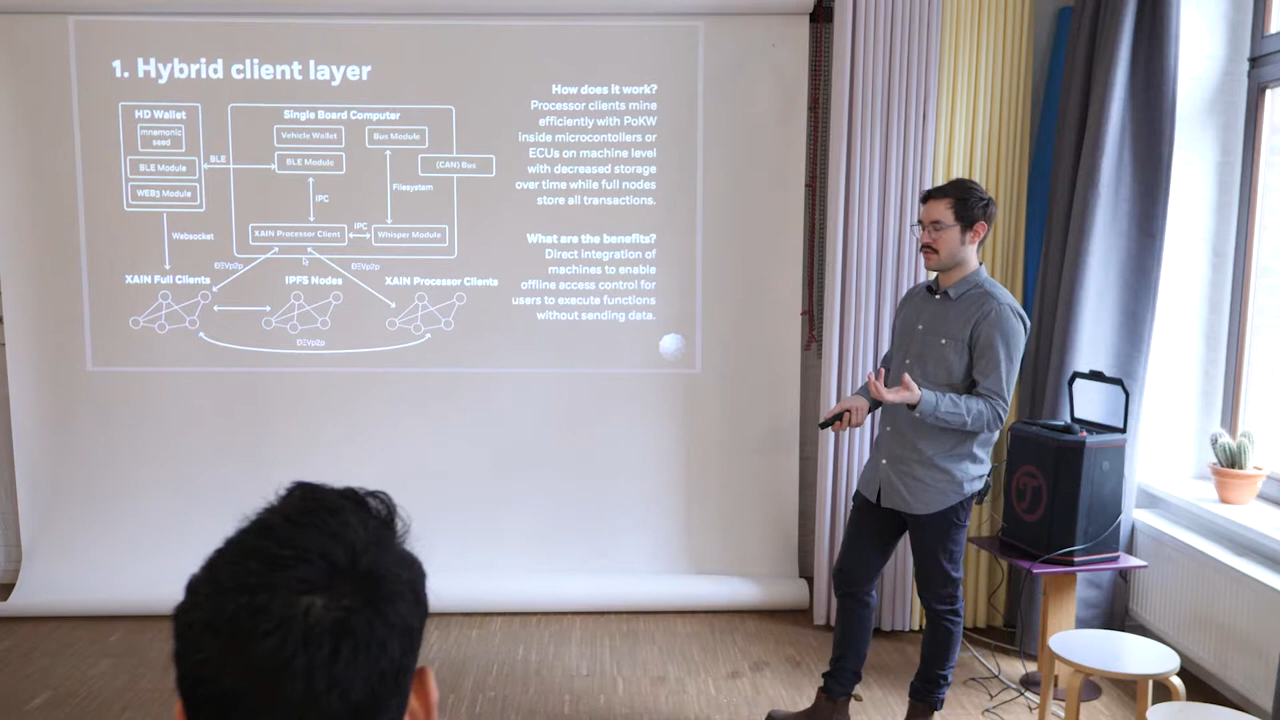 1. Hybrid client layer
HD Wallet
mnemonic
seed
BLE Module
WEB3 Module
BLE
Single Board Computer
Vehicle Wallet
Bus Module
BLE Module
(CAN) Bus
Filesystem
IPC
IPC
XAIN Processor Client
Whisper Module
Websocket
DEVp2p
DEVp2p
XAIN Full Clients
IPFS Nodes
XAIN Processor Clients
DEVp2p
How does it work?
Processor clients mine
efficiently with PoKW
inside microcontollers or
ECUs on machine level
with decreased storage
over time while full nodes
store all transactions.
What are the benefits?
Direct integration of
machines to enable
offline access control for
users to execute functions
without sending data.